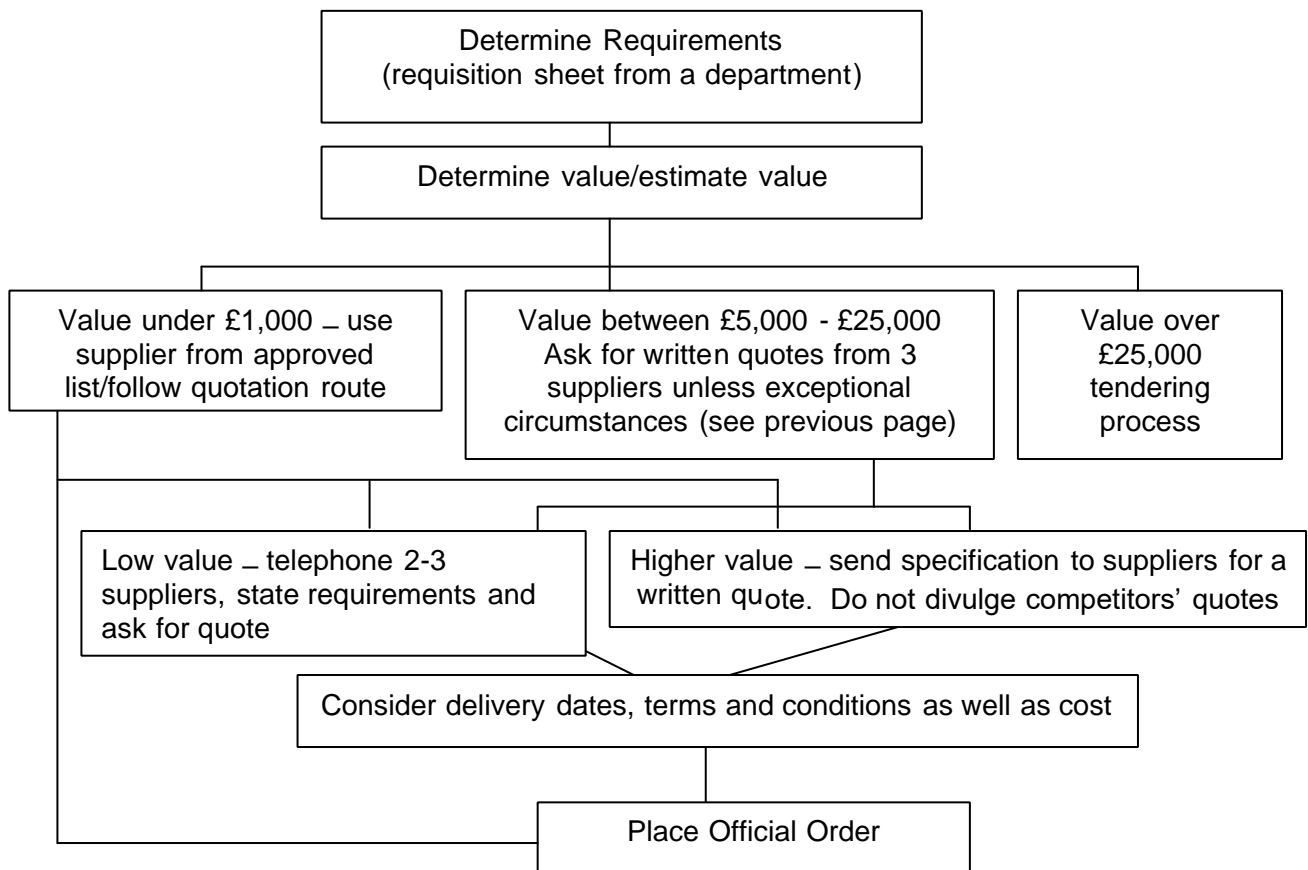 Determine Requirements
(requisition sheet from a department)
Determine value/estimate value
Value under £1,000 – use
supplier from approved
list/follow quotation route
Value between £5,000 - £25,000
Ask for written quotes from 3
suppliers unless exceptional
circumstances (see previous page)
Value over
£25,000
tendering
process
Low value – telephone 2-3
suppliers, state requirements and
ask for quote
Higher value – send specification to suppliers for a
written quote. Do not divulge competitors’ quotes
Consider delivery dates, terms and conditions as well as cost
Place Official Order